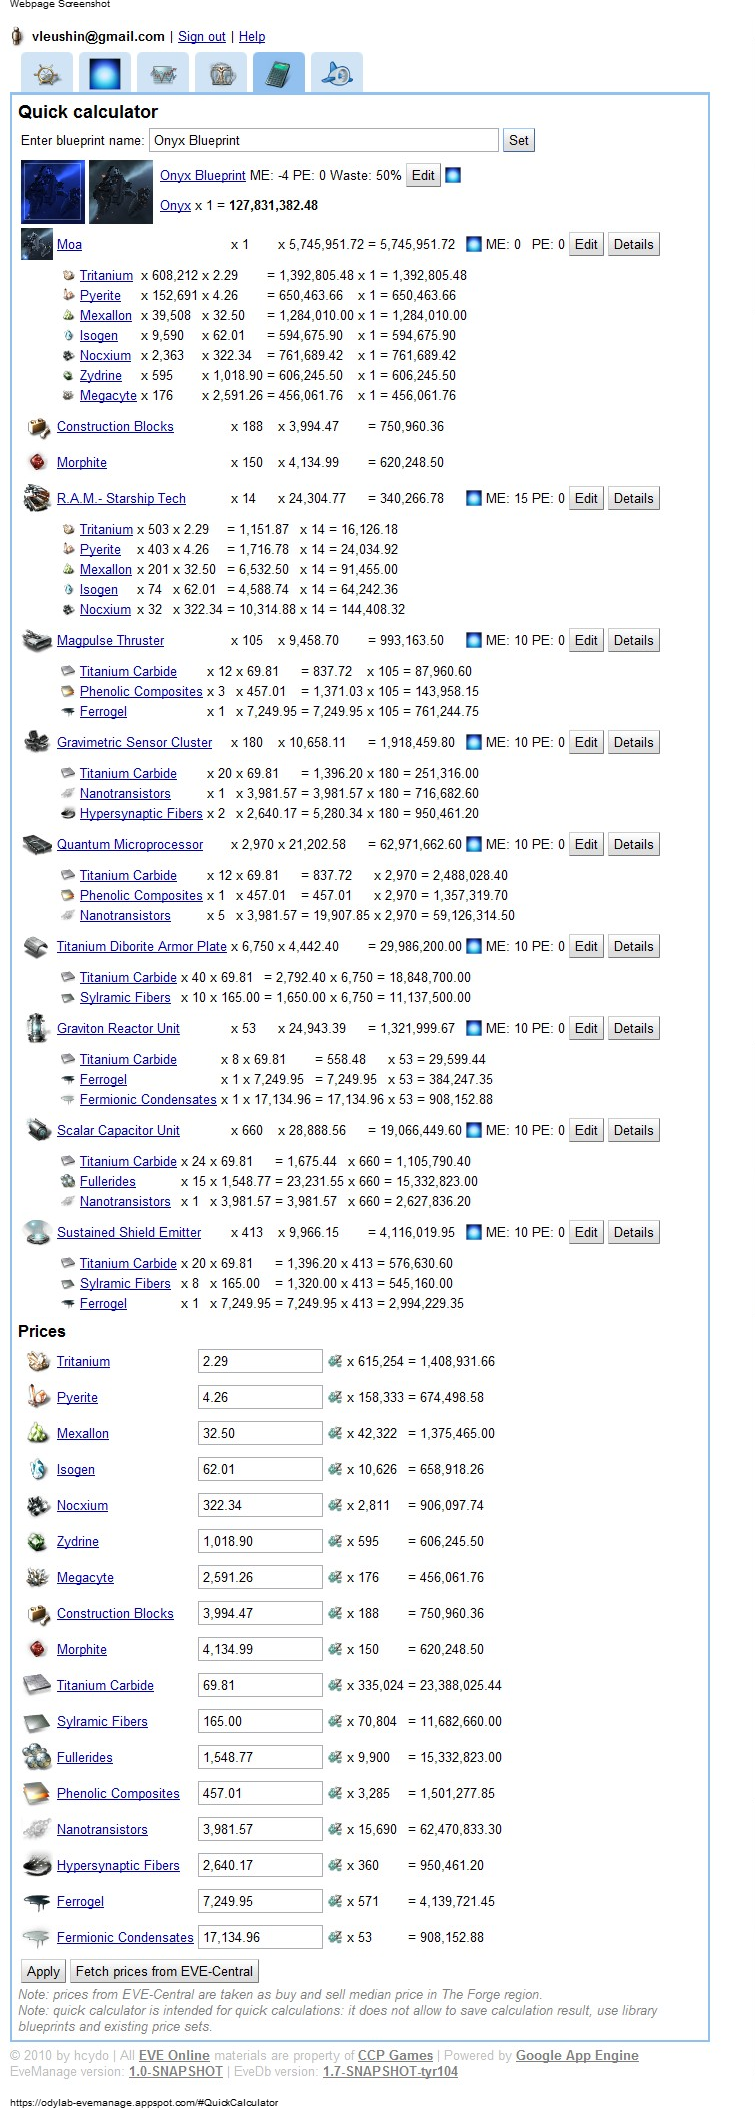 Webpage Screenshot
vleushin@gmail.com | Sign out | Help
Quick calculator
Enter blueprint name: Onyx Blueprint Set
Onyx Blueprint ME: -4 PE: 0 Waste: 50% Edit
Onyx x 1 = 127,831,382.48
Moa x 1 x 5,745,951.72 = 5,745,951.72 ME: 0 PE: 0 Edit Details
Tritanium x 608,212 x 2.29 = 1,392,805.48 x 1 = 1,392,805.48
Pyerite x 152,691 x 4.26 = 650,463.66 x 1 = 650,463.66
Mexallon x 39,508 x 32.50 = 1,284,010.00 x 1 = 1,284,010.00
Isogen x 9,590 x 62.01 = 594,675.90 x 1 = 594,675.90
Nocxium x 2,363 x 322.34 = 761,689.42 x 1 = 761,689.42
Zydrine x 595 x 1,018.90 = 606,245.50 x 1 = 606,245.50
Megacyte x 176 x 2,591.26 = 456,061.76 x 1 = 456,061.76
Construction Blocks x 188 x 3,994.47 = 750,960.36
Morphite x 150 x 4,134.99 = 620,248.50
R.A.M.- Starship Tech x 14 x 24,304.77 = 340,266.78 ME: 15 PE: 0 Edit Details
Tritanium x 503 x 2.29 = 1,151.87 x 14 = 16,126.18
Pyerite x 403 x 4.26 = 1,716.78 x 14 = 24,034.92
Mexallon x 201 x 32.50 = 6,532.50 x 14 = 91,455.00
Isogen x 74 x 62.01 = 4,588.74 x 14 = 64,242.36
Nocxium x 32 x 322.34 = 10,314.88 x 14 = 144,408.32
Magpulse Thruster x 105 x 9,458.70 = 993,163.50 ME: 10 PE: 0 Edit Details
Titanium Carbide x 12 x 69.81 = 837.72 x 105 = 87,960.60
Phenolic Composites x 3 x 457.01 = 1,371.03 x 105 = 143,958.15
Ferrogel x 1 x 7,249.95 = 7,249.95 x 105 = 761,244.75
Gravimetric Sensor Cluster x 180 x 10,658.11 = 1,918,459.80 ME: 10 PE: 0 Edit Details
Titanium Carbide x 20 x 69.81 = 1,396.20 x 180 = 251,316.00
Nanotransistors x 1 x 3,981.57 = 3,981.57 x 180 = 716,682.60
Hypersynaptic Fibers x 2 x 2,640.17 = 5,280.34 x 180 = 950,461.20
Quantum Microprocessor x 2,970 x 21,202.58 = 62,971,662.60 ME: 10 PE: 0 Edit Details
Titanium Carbide x 12 x 69.81 = 837.72 x 2,970 = 2,488,028.40
Phenolic Composites x 1 x 457.01 = 457.01 x 2,970 = 1,357,319.70
Nanotransistors x 5 x 3,981.57 = 19,907.85 x 2,970 = 59,126,314.50
Titanium Diborite Armor Plate x 6,750 x 4,442.40 = 29,986,200.00 ME: 10 PE: 0 Edit Details
Titanium Carbide x 40 x 69.81 = 2,792.40 x 6,750 = 18,848,700.00
Sylramic Fibers x 10 x 165.00 = 1,650.00 x 6,750 = 11,137,500.00
Graviton Reactor Unit x 53 x 24,943.39 = 1,321,999.67 ME: 10 PE: 0 Edit Details
Titanium Carbide x 8 x 69.81 = 558.48 x 53 = 29,599.44
Ferrogel x 1 x 7,249.95 = 7,249.95 x 53 = 384,247.35
Fermionic Condensates x 1 x 17,134.96 = 17,134.96 x 53 = 908,152.88
Scalar Capacitor Unit x 660 x 28,888.56 = 19,066,449.60 ME: 10 PE: 0 Edit Details
Titanium Carbide x 24 x 69.81 = 1,675.44 x 660 = 1,105,790.40
Fullerides x 15 x 1,548.77 = 23,231.55 x 660 = 15,332,823.00
Nanotransistors x 1 x 3,981.57 = 3,981.57 x 660 = 2,627,836.20
Sustained Shield Emitter x 413 x 9,966.15 = 4,116,019.95 ME: 10 PE: 0 Edit Details
Titanium Carbide x 20 x 69.81 = 1,396.20 x 413 = 576,630.60
Sylramic Fibers x 8 x 165.00 = 1,320.00 x 413 = 545,160.00
Ferrogel x 1 x 7,249.95 = 7,249.95 x 413 = 2,994,229.35
Prices
Tritanium 2.29 x 615,254 = 1,408,931.66
Pyerite 4.26 x 158,333 = 674,498.58
Mexallon 32.50 x 42,322 = 1,375,465.00
Isogen 62.01 x 10,626 = 658,918.26
Nocxium 322.34 x 2,811 = 906,097.74
Zydrine 1,018.90 x 595 = 606,245.50
Megacyte 2,591.26 x 176 = 456,061.76
Construction Blocks 3,994.47 x 188 = 750,960.36
Morphite 4,134.99 x 150 = 620,248.50
Titanium Carbide 69.81 x 335,024 = 23,388,025.44
Sylramic Fibers 165.00 x 70,804 = 11,682,660.00
Fullerides 1,548.77 x 9,900 = 15,332,823.00
Phenolic Composites 457.01 x 3,285 = 1,501,277.85
Nanotransistors 3,981.57 x 15,690 = 62,470,833.30
Hypersynaptic Fibers 2,640.17 x 360 = 950,461.20
Ferrogel 7,249.95 x 571 = 4,139,721.45
Fermionic Condensates 17,134.96 x 53 = 908,152.88
Apply Fetch prices from EVE-Central
Note: prices from EVE-Central are taken as buy and sell median price in The Forge region.
Note: quick calculator is intended for quick calculations: it does not allow to save calculation result, use library
blueprints and existing price sets.
© 2010 by hcydo | All EVE Online materials are property of CCP Games | Powered by Google App Engine
EveManage version: 1.0-SNAPSHOT | EveDb version: 1.7-SNAPSHOT-tyr104
https://odylab-evemanage.appspot.com/#QuickCalculator